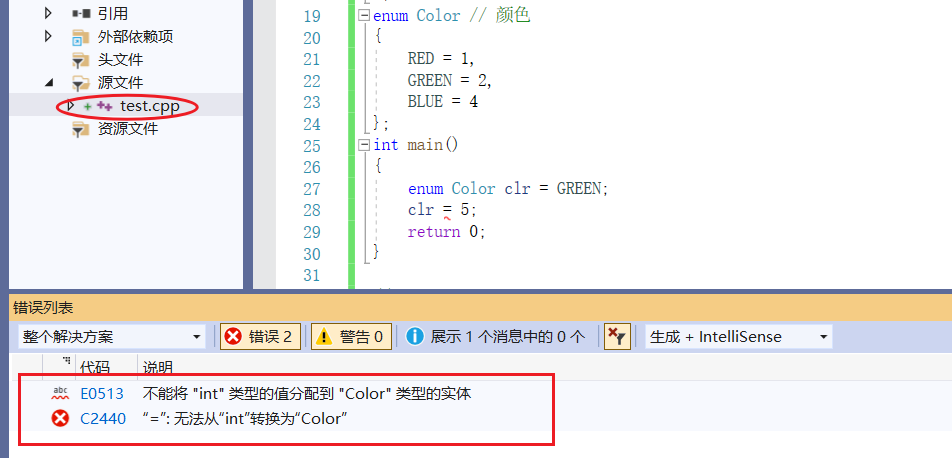 引用
外部依赖项
头文件
源文件
test.cpp
资源文件
19 enum Color // 颜色
20 {
21 RED = 1,
22 GREEN = 2,
23 BLUE = 4
24 };
25 int main()
26 {
27 enum Color clr = GREEN;
28 clr = 5;
29 return 0;
30 }
31
错误列表
整个解决方案 错误 2 警告 0 展示 1 个消息中的 0 个 生成 + IntelliSense
代码 说明
abc E0513 不能将 "int" 类型的值分配到 "Color" 类型的实体
C2440 “=”: 无法从“int”转换为“Color”